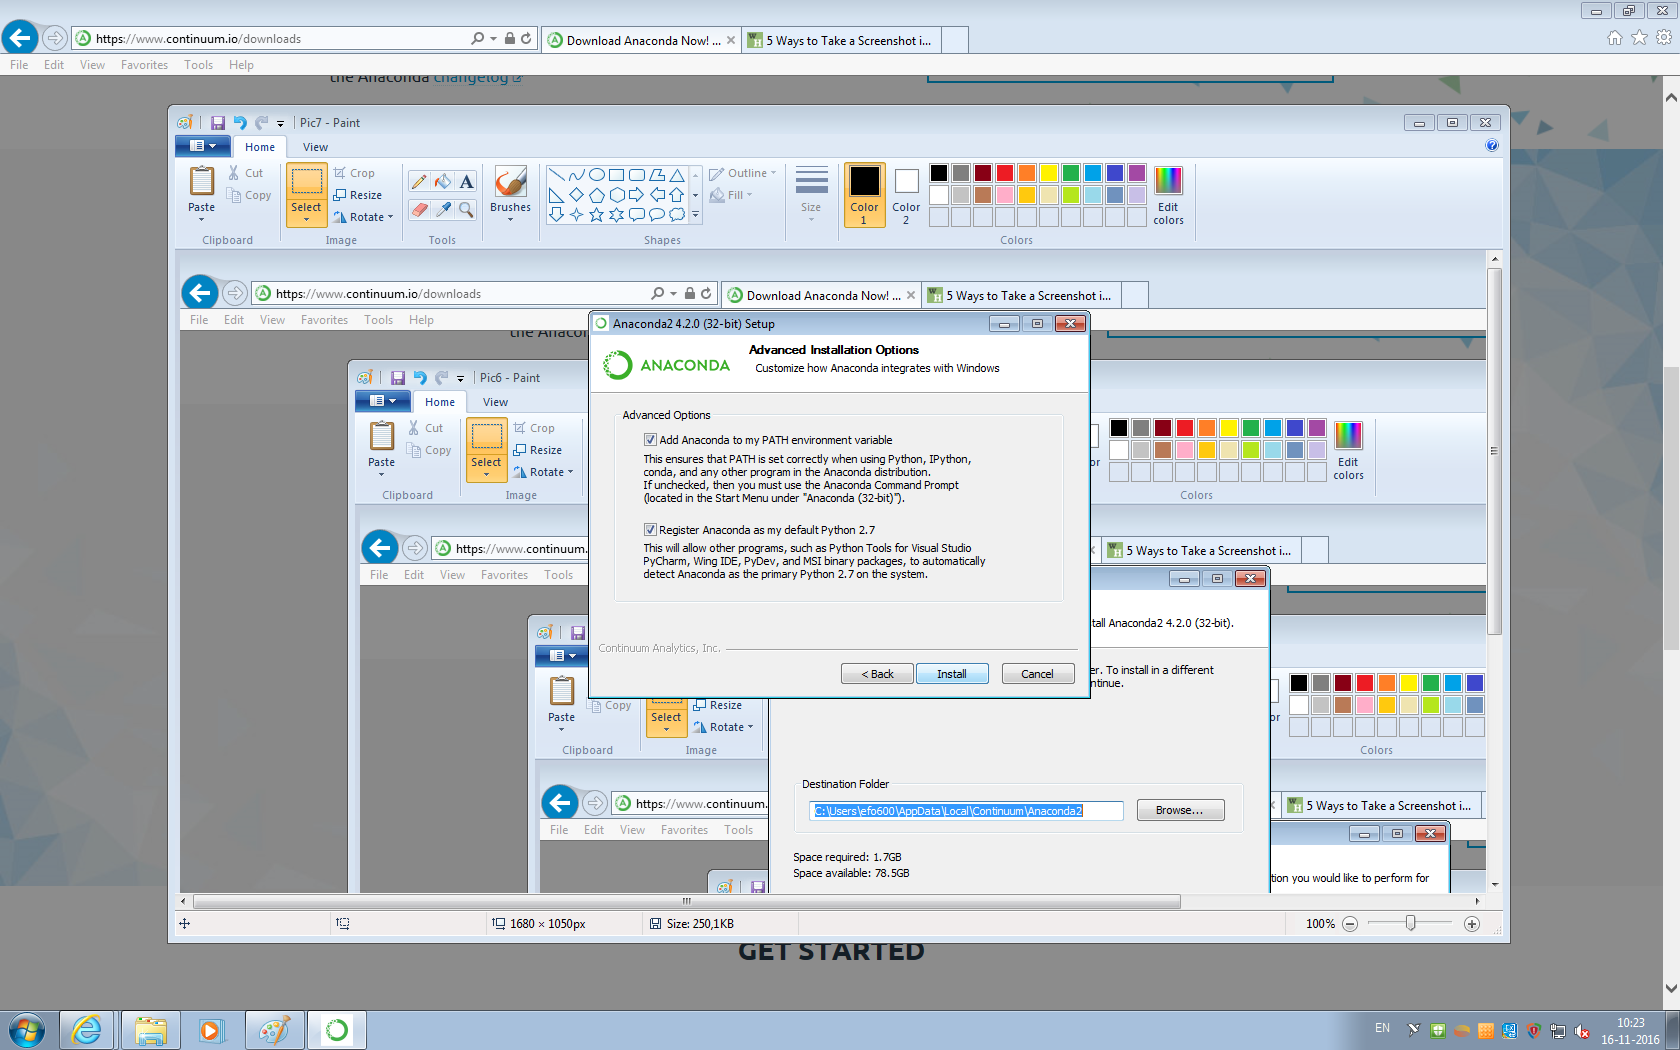 https://www.continuum.io/downloads
Download Anaconda Now! ...
5 Ways to Take a Screenshot i...
File Edit View Favorites Tools Help
the Anaconda changelog
Pic7 - Paint
Home View
Paste
Cut
Copy
Clipboard
Select
Crop
Resize
Rotate
Image
Tools
Brushes
Shapes
Outline
Fill
Size
Color 1
Color 2
Edit colors
Colors
https://www.continuum.io/downloads
Download Anaconda Now! ...
5 Ways to Take a Screenshot i...
File Edit View Favorites Tools Help
the Anacon
Anaconda2 4.2.0 (32-bit) Setup
ANACONDA
Advanced Installation Options
Customize how Anaconda integrates with Windows
Advanced Options
Add Anaconda to my PATH environment variable
This ensures that PATH is set correctly when using Python, IPython,
conda, and any other program in the Anaconda distribution.
If unchecked, then you must use the Anaconda Command Prompt
(located in the Start Menu under "Anaconda (32-bit)").
Register Anaconda as my default Python 2.7
This will allow other programs, such as Python Tools for Visual Studio
PyCharm, Wing IDE, PyDev, and MSI binary packages, to automatically
detect Anaconda as the primary Python 2.7 on the system.
Continuum Analytics, Inc.
< Back Install Cancel
Pic6 - Paint
Home View
Paste
Cut
Copy
Clipboard
Select
Crop
Resize
Rotate
Image
or
Edit colors
Colors
https://www.continuum.
5 Ways to Take a Screenshot i...
File Edit View Favorites Tools
tall Anaconda2 4.2.0 (32-bit).
er. To install in a different
ntinue.
Paste
Copy
Clipboard
Select
Resize
Rotate
Image
or
Colors
Destination Folder
C:\Users\efo600\AppData\Local\Continuum\Anaconda2
Browse...
Space required: 1.7GB
Space available: 78.5GB
https://www.continuum.
5 Ways to Take a Screenshot i...
File Edit View Favorites Tools
tion you would like to perform for
1680 × 1050px
Size: 250,1KB
100%
GET STARTED
EN
10:23
16-11-2016